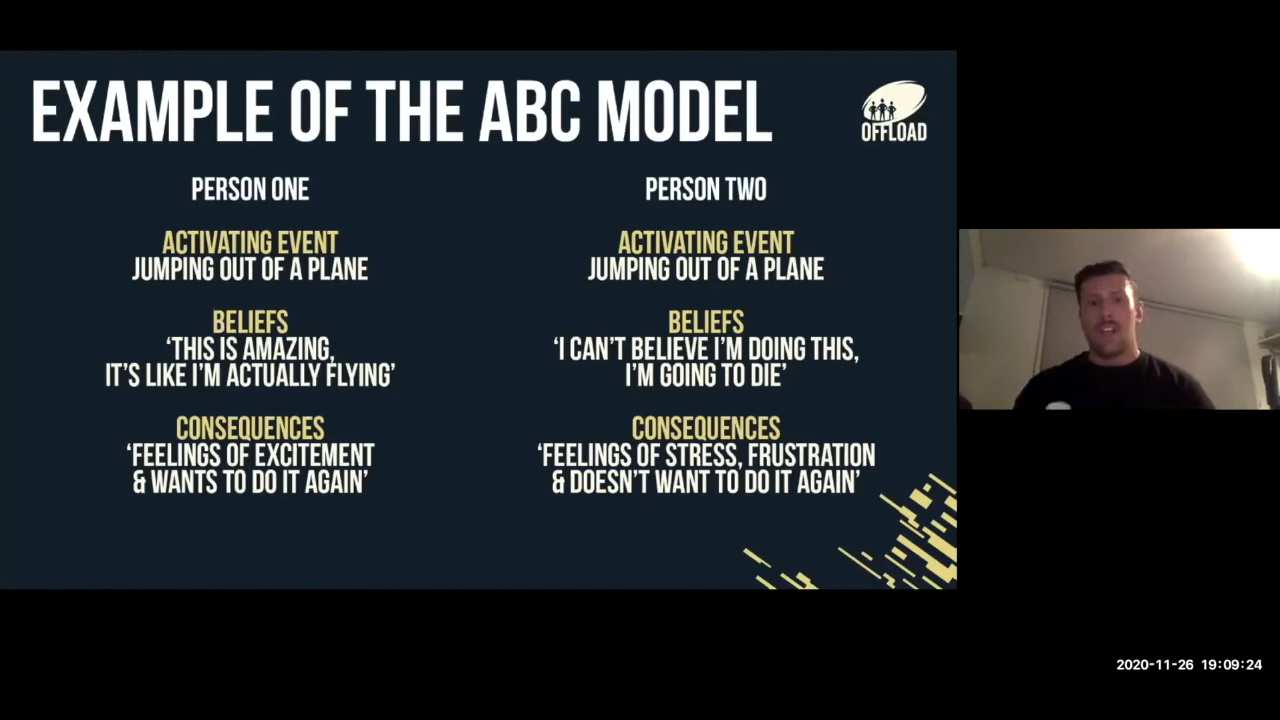 EXAMPLE OF THE ABC MODEL
OFFLOAD
PERSON ONE
ACTIVATING EVENT
JUMPING OUT OF A PLANE
BELIEFS
‘THIS IS AMAZING,
IT’S LIKE I’M ACTUALLY FLYING’
CONSEQUENCES
‘FEELINGS OF EXCITEMENT
& WANTS TO DO IT AGAIN’
PERSON TWO
ACTIVATING EVENT
JUMPING OUT OF A PLANE
BELIEFS
‘I CAN’T BELIEVE I’M DOING THIS,
I’M GOING TO DIE’
CONSEQUENCES
‘FEELINGS OF STRESS, FRUSTRATION
& DOESN’T WANT TO DO IT AGAIN’
2020-11-26 19:09:24